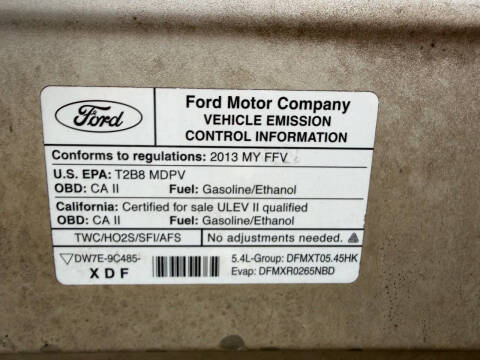 Ford
Ford Motor Company
VEHICLE EMISSION
CONTROL INFORMATION
Conforms to regulations: 2013 MY FFV
U.S. EPA: T2B8 MDPV
OBD: CA II Fuel: Gasoline/Ethanol
California: Certified for sale ULEV II qualified
OBD: CA II Fuel: Gasoline/Ethanol
TWC/HO2S/SFI/AFS No adjustments needed.
DW7E-9C485-
XDF
5.4L-Group: DFMXT05.45HK
Evap: DFMXR0265NBD